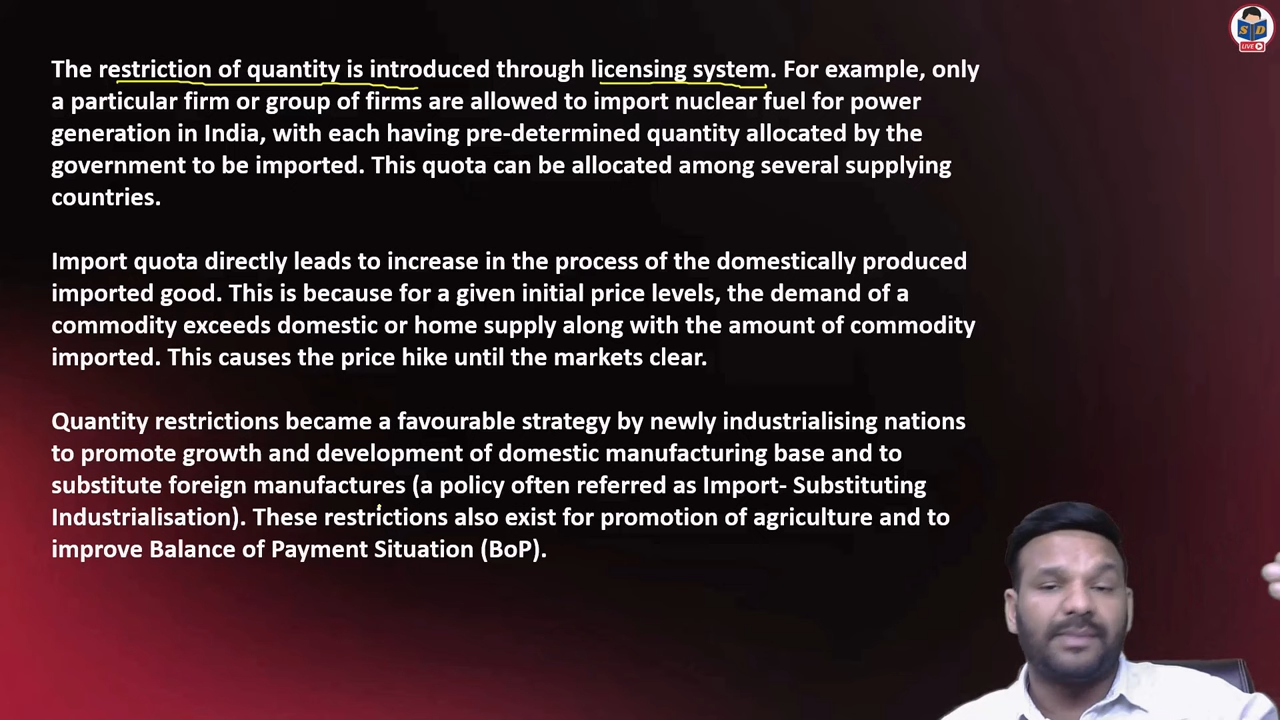 The restriction of quantity is introduced through licensing system. For example, only
a particular firm or group of firms are allowed to import nuclear fuel for power
generation in India, with each having pre-determined quantity allocated by the
government to be imported. This quota can be allocated among several supplying
countries.
Import quota directly leads to increase in the process of the domestically produced
imported good. This is because for a given initial price levels, the demand of a
commodity exceeds domestic or home supply along with the amount of commodity
imported. This causes the price hike until the markets clear.
Quantity restrictions became a favourable strategy by newly industrialising nations
to promote growth and development of domestic manufacturing base and to
substitute foreign manufactures (a policy often referred as Import- Substituting
Industrialisation). These restrictions also exist for promotion of agriculture and to
improve Balance of Payment Situation (BoP).
S D
LIVE